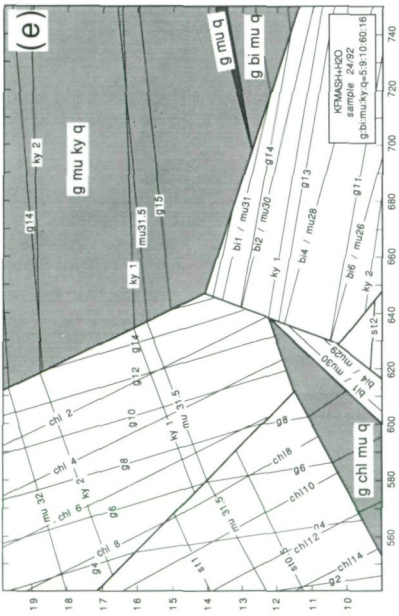 (e)
KFMASH+H2O
sample 24/92
g:bi:mu:ky:q=5:9:10:60:16
g mu q
g bi mu q
g mu ky q
g chl mu q
ky 2
g14
ky 1
mu31.5
g15
g14
bi1 / mu31
bi2 / mu30
ky 1
g13
bi4 / mu28
g11
bi6 / mu26
ky 2
s12
bi4 / mu29
bi1 / mu30
g14
g12
g10
ky 1
mu 31.5
chl 2
chl 4
g8
chl 6
g6
chl 8
g4
mu 32
ky 2
s11
mu 31.5
s10.5
g8
chl8
g6
chl10
chl12
chl14
g2
19
18
17
16
15
14
13
12
11
10
560
580
600
620
640
660
680
700
720
740